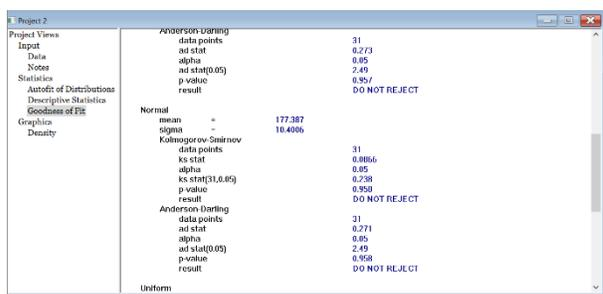 Project 2
Project Views
Input
Data
Notes
Statistics
Autofit of Distributions
Descriptive Statistics
Goodness of Fit
Graphics
Density
Anderson-Darling
data points 31
ad stat 0.273
alpha 0.05
ad stat(0.05) 2.49
p-value 0.957
result DO NOT REJECT
Normal
mean = 177.387
sigma = 10.4006
Kolmogorov-Smirnov
data points 31
ks stat 0.0866
alpha 0.05
ks stat(31,0.05) 0.238
p-value 0.958
result DO NOT REJECT
Anderson-Darling
data points 31
ad stat 0.271
alpha 0.05
ad stat(0.05) 2.49
p-value 0.958
result DO NOT REJECT
Uniform